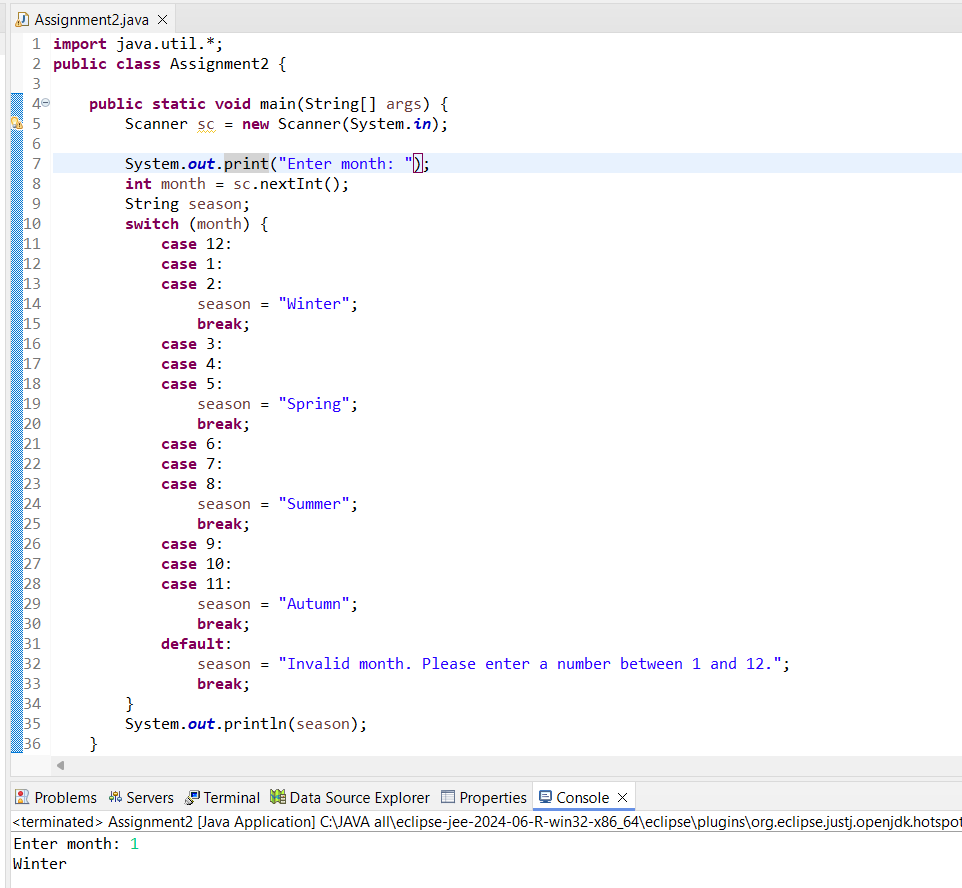 Assignment2.java
1 import java.util.*;
2 public class Assignment2 {
3
4     public static void main(String[] args) {
5         Scanner sc = new Scanner(System.in);
6
7         System.out.print("Enter month: ");
8         int month = sc.nextInt();
9         String season;
10         switch (month) {
11             case 12:
12             case 1:
13             case 2:
14                 season = "Winter";
15                 break;
16             case 3:
17             case 4:
18             case 5:
19                 season = "Spring";
20                 break;
21             case 6:
22             case 7:
23             case 8:
24                 season = "Summer";
25                 break;
26             case 9:
27             case 10:
28             case 11:
29                 season = "Autumn";
30                 break;
31             default:
32                 season = "Invalid month. Please enter a number between 1 and 12.";
33                 break;
34         }
35         System.out.println(season);
36     }
Problems Servers Terminal Data Source Explorer Properties Console
<terminated> Assignment2 [Java Application] C:\JAVA all\eclipse-jee-2024-06-R-win32-x86_64\eclipse\plugins\org.eclipse.justj.openjdk.hotspot
Enter month: 1
Winter